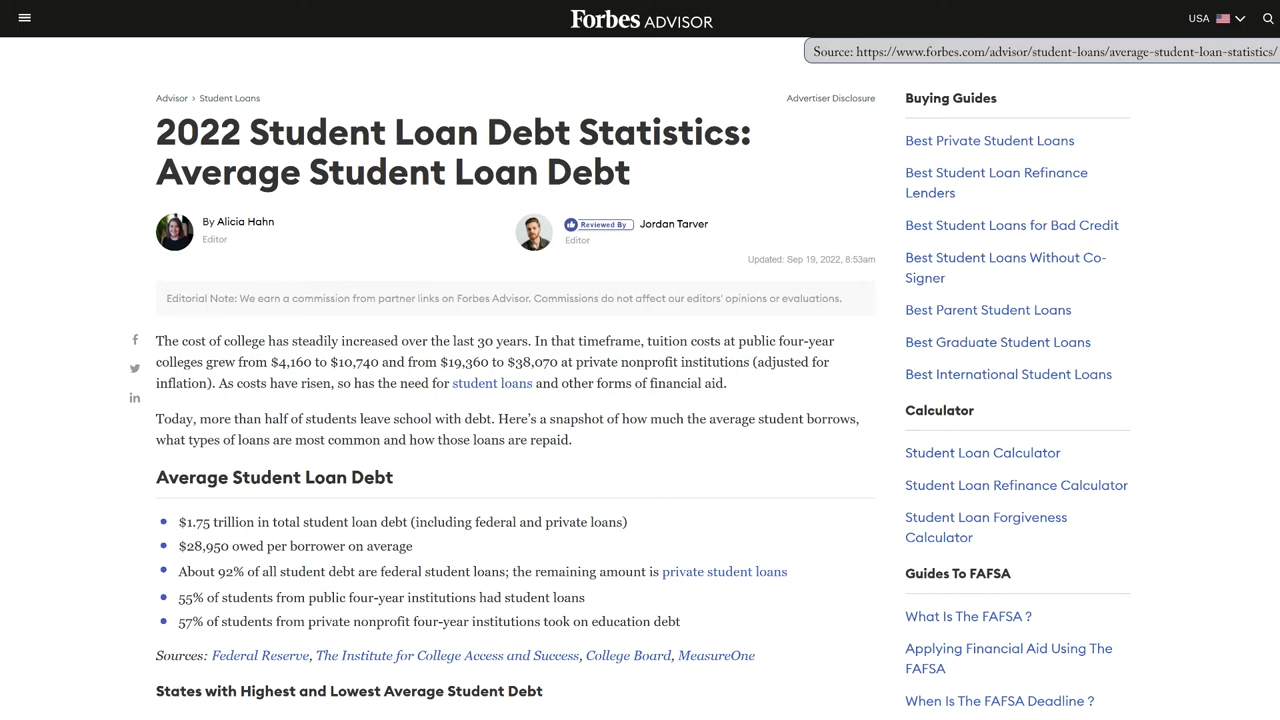 Forbes ADVISOR
USA
Source: https://www.forbes.com/advisor/student-loans/average-student-loan-statistics/
Advisor › Student Loans
Advertiser Disclosure
2022 Student Loan Debt Statistics:
Average Student Loan Debt
By Alicia Hahn
Editor
Reviewed By Jordan Tarver
Editor
Updated: Sep 19, 2022, 8:53am
Editorial Note: We earn a commission from partner links on Forbes Advisor. Commissions do not affect our editors' opinions or evaluations.
The cost of college has steadily increased over the last 30 years. In that timeframe, tuition costs at public four-year
colleges grew from $4,160 to $10,740 and from $19,360 to $38,070 at private nonprofit institutions (adjusted for
inflation). As costs have risen, so has the need for student loans and other forms of financial aid.
Today, more than half of students leave school with debt. Here's a snapshot of how much the average student borrows,
what types of loans are most common and how those loans are repaid.
Average Student Loan Debt
• $1.75 trillion in total student loan debt (including federal and private loans)
• $28,950 owed per borrower on average
• About 92% of all student debt are federal student loans; the remaining amount is private student loans
• 55% of students from public four-year institutions had student loans
• 57% of students from private nonprofit four-year institutions took on education debt
Sources: Federal Reserve, The Institute for College Access and Success, College Board, MeasureOne
States with Highest and Lowest Average Student Debt
Buying Guides
Best Private Student Loans
Best Student Loan Refinance
Lenders
Best Student Loans for Bad Credit
Best Student Loans Without Co-
Signer
Best Parent Student Loans
Best Graduate Student Loans
Best International Student Loans
Calculator
Student Loan Calculator
Student Loan Refinance Calculator
Student Loan Forgiveness
Calculator
Guides To FAFSA
What Is The FAFSA ?
Applying Financial Aid Using The
FAFSA
When Is The FAFSA Deadline ?